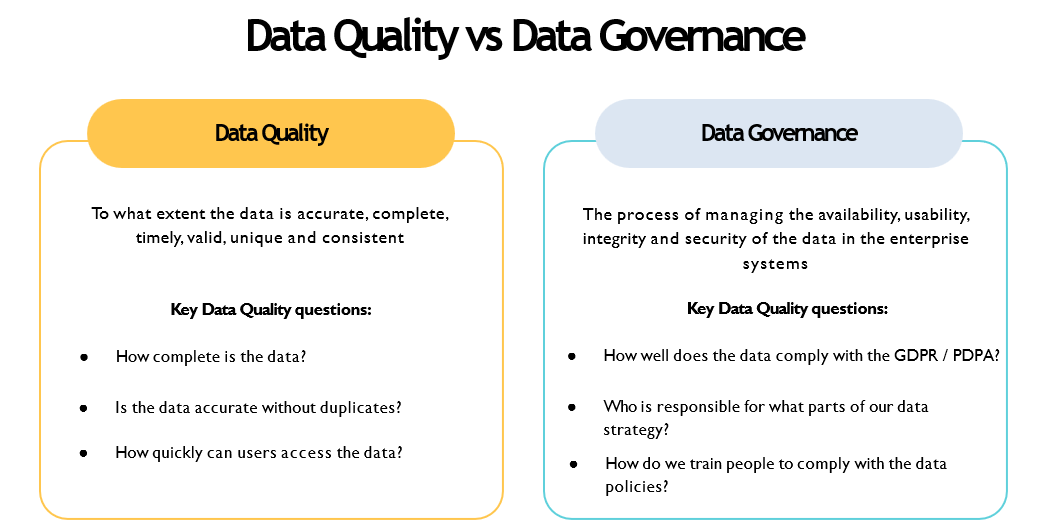 Data Quality vs Data Governance
Data Quality
To what extent the data is accurate, complete,
timely, valid, unique and consistent
Key Data Quality questions:
● How complete is the data?
● Is the data accurate without duplicates?
● How quickly can users access the data?
Data Governance
The process of managing the availability, usability,
integrity and security of the data in the enterprise
systems
Key Data Quality questions:
● How well does the data comply with the GDPR / PDPA?
● Who is responsible for what parts of our data
strategy?
● How do we train people to comply with the data
policies?